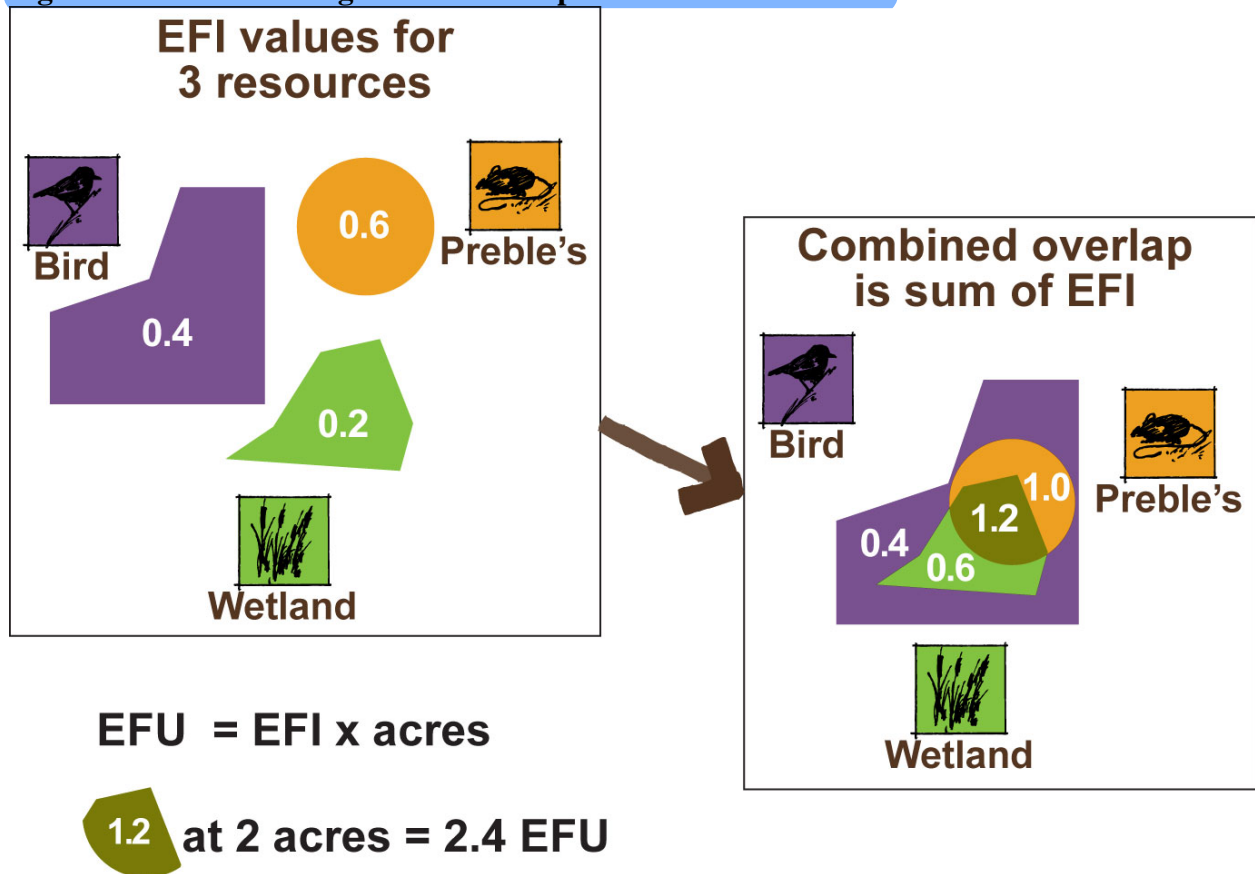 EFI values for
3 resources
Bird
0.6
Preble's
0.4
0.2
Wetland
Combined overlap
is sum of EFI
Bird
1.0
Preble's
1.2
0.4
0.6
Wetland
EFU = EFI x acres
1.2 at 2 acres = 2.4 EFU